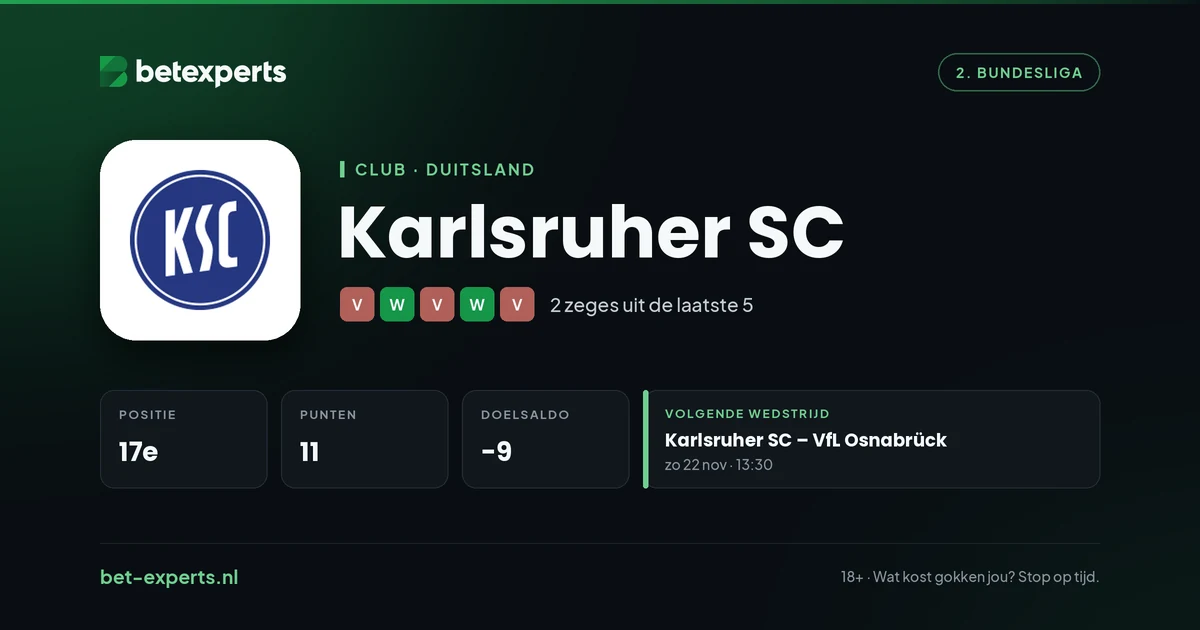 betexperts
2. BUNDESLIGA
KSC
CLUB · DUITSLAND
Karlsruher SC
V W V W V 2 zeges uit de laatste 5
POSITIE
17e
PUNTEN
11
DOELSALDO
-9
VOLGENDE WEDSTRIJD
Karlsruher SC – VfL Osnabrück
zo 22 nov · 13:30
bet-experts.nl
18+ · Wat kost gokken jou? Stop op tijd.